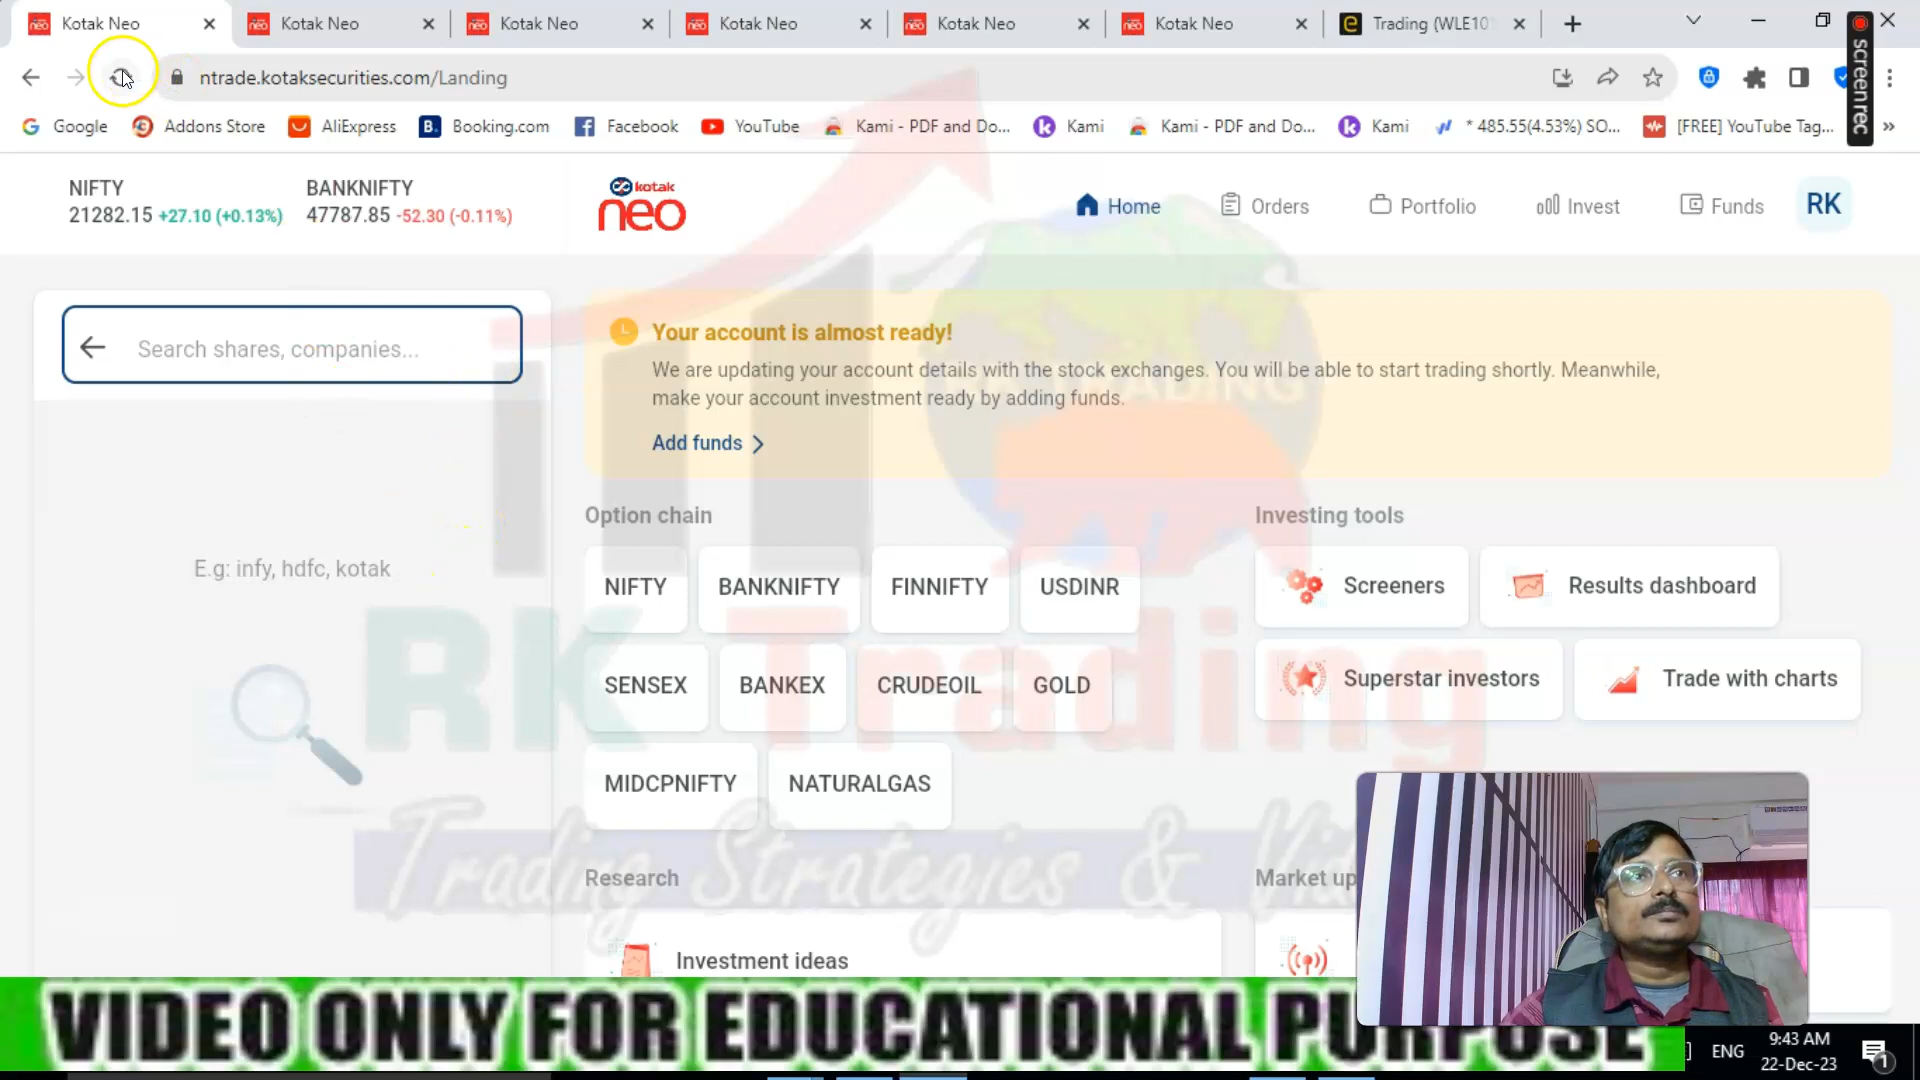 Kotak Neo
Kotak Neo
Kotak Neo
Kotak Neo
Kotak Neo
Kotak Neo
Trading (WLE10
ntrade.kotaksecurities.com/Landing
Google
Addons Store
AliExpress
Booking.com
Facebook
YouTube
Kami - PDF and Do...
Kami
Kami - PDF and Do...
Kami
* 485.55(4.53%) SO...
[FREE] YouTube Tag...
screenrec
NIFTY
21282.15 +27.10 (+0.13%)
BANKNIFTY
47787.85 -52.30 (-0.11%)
kotak
neo
Home
Orders
Portfolio
Invest
Funds
RK
Search shares, companies...
E.g: infy, hdfc, kotak
Your account is almost ready!
We are updating your account details with the stock exchanges. You will be able to start trading shortly. Meanwhile,
make your account investment ready by adding funds.
Add funds
Option chain
NIFTY
BANKNIFTY
FINNIFTY
USDINR
SENSEX
BANKEX
CRUDEOIL
GOLD
MIDCPNIFTY
NATURALGAS
Investing tools
Screeners
Results dashboard
Superstar investors
Trade with charts
RK Trading
Trading Strategies & Vid
Research
Market up
Investment ideas
VIDEO ONLY FOR EDUCATIONAL PURPOSE
ENG
9:43 AM
22-Dec-23
1